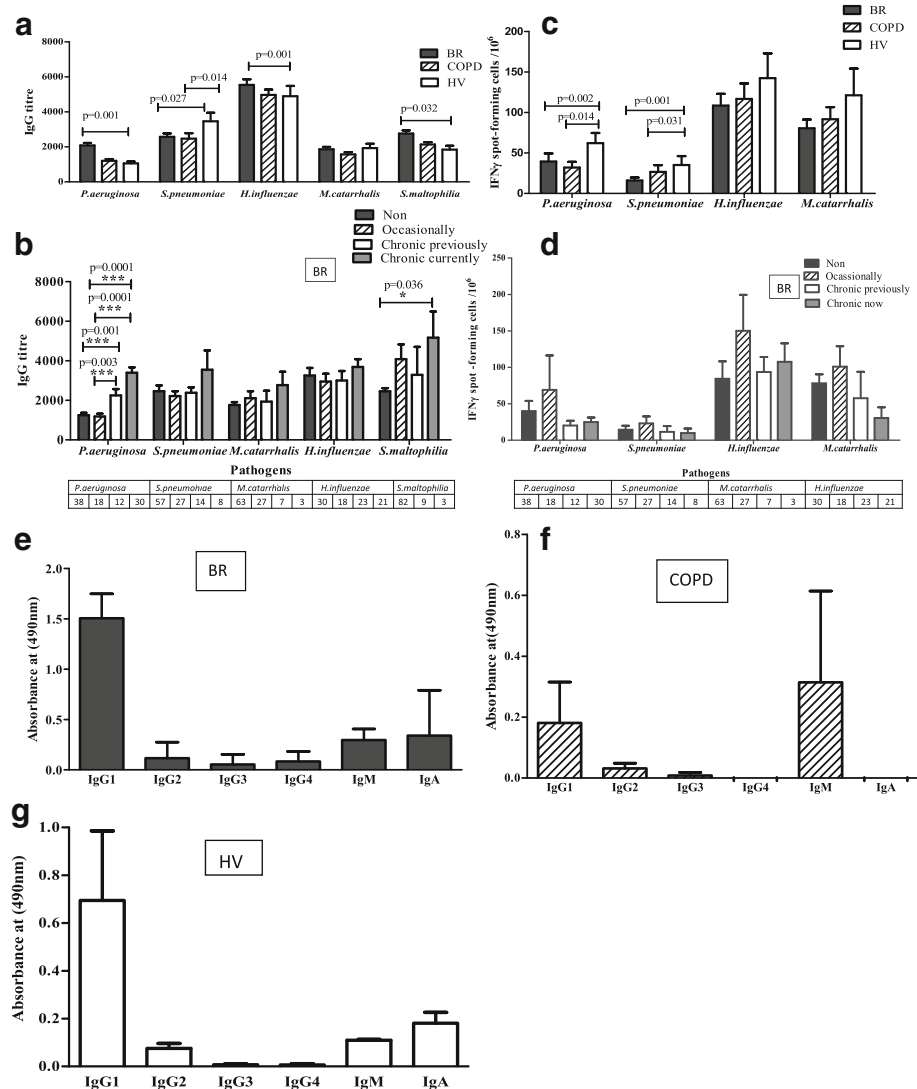 a
8000
6000
4000
2000
0
IgG titre
BR
COPD
HV
p=0.001
p=0.027
p=0.014
p=0.001
p=0.032
P.aeruginosa S.pneumoniae H.influenzae M.catarrhalis S.maltophilia
c
200
150
100
50
0
IFNγ spot-forming cells /10⁶
BR
COPD
HV
p=0.002
p=0.014
p=0.001
p=0.031
P.aeruginosa S.pneumoniae H.influenzae M.catarrhalis
b
Non
Occasionally
Chronic previously
Chronic currently
BR
8000
6000
4000
2000
0
IgG titre
p=0.0001
***
p=0.0001
***
p=0.001
***
p=0.003
***
p=0.036
*
P.aeruginosa S.pneumoniae M.catarrhalis H.influenzae S.maltophilia
Pathogens
P.aeruginosa S.pneumoniae M.catarrhalis H.influenzae S.maltophilia
38 18 12 30 57 27 14 8 63 27 7 3 30 18 23 21 82 9 3
d
Non
Ocassionally
Chronic previously
Chronic now
BR
250
200
150
100
50
0
IFNγ spot -forming cells /10⁶
P.aeruginosa S.pneumoniae H.influenzae M.catarrhalis
Pathogens
P.aeruginosa S.pneumoniae M.catarrhalis H.influenzae
38 18 12 30 57 27 14 8 63 27 7 3 30 18 23 21
e
BR
2.0
1.5
1.0
0.5
0.0
Absorbance at (490nm)
IgG1 IgG2 IgG3 IgG4 IgM IgA
f
COPD
0.8
0.6
0.4
0.2
0.0
Absorbance at(490nm)
IgG1 IgG2 IgG3 IgG4 IgM IgA
g
HV
1.0
0.8
0.6
0.4
0.2
0.0
Absorbance at (490nm)
IgG1 IgG2 IgG3 IgG4 IgM IgA